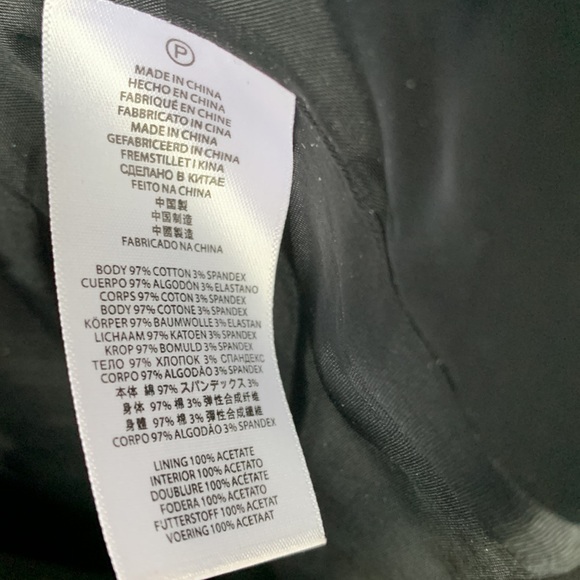 P
MADE IN CHINA
HECHO EN CHINA
FABRIQUÉ EN CHINE
FABBRICATO IN CINA
MADE IN CHINA
GEFABRICEERD IN CHINA
FREMSTILLET I KINA
СДЕЛАНО В КИТАЕ
FEITO NA CHINA
中国製
中国制造
中國製造
FABRICADO NA CHINA
BODY 97% COTTON 3% SPANDEX
CUERPO 97% ALGODÓN 3% ELASTANO
CORPS 97% COTON 3% SPANDEX
BODY 97% COTONE 3% SPANDEX
KÖRPER 97% BAUMWOLLE 3% ELASTAN
LICHAAM 97% KATOEN 3% SPANDEX
KROP 97% BOMULD 3% SPANDEX
ТЕЛО 97% ХЛОПОК 3% СПАНДЕКС
CORPO 97% ALGODÃO 3% SPANDEX
本体 綿 97% スパンデックス 3%
身体 97% 棉 3% 弹性合成纤维
身體 97% 棉 3% 彈性合成纖維
CORPO 97% ALGODÃO 3% SPANDEX
LINING 100% ACETATE
INTERIOR 100% ACETATO
DOUBLURE 100% ACÉTATE
FODERA 100% ACETATO
FUTTERSTOFF 100% ACETAT
VOERING 100% ACETAAT